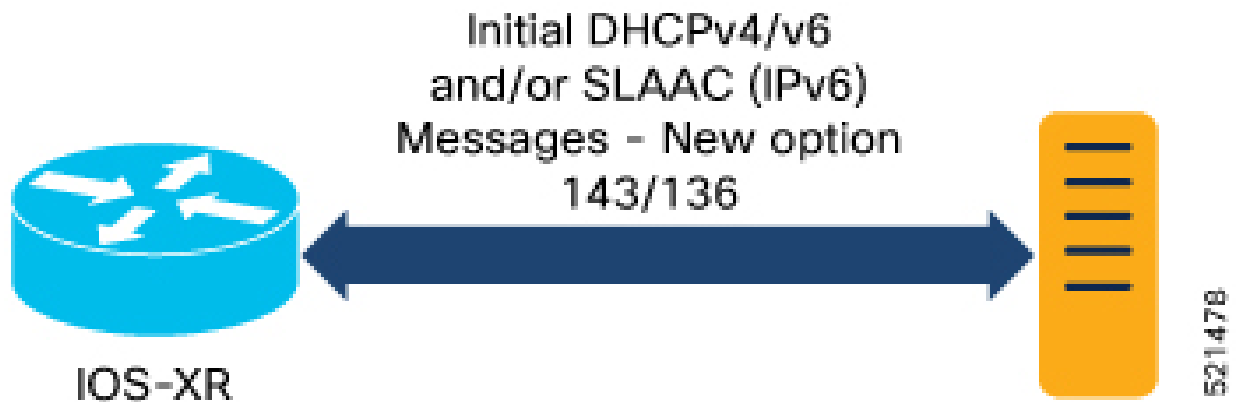 Initial DHCPv4/v6
and/or SLAAC (IPv6)
Messages - New option
143/136
IOS-XR
521478